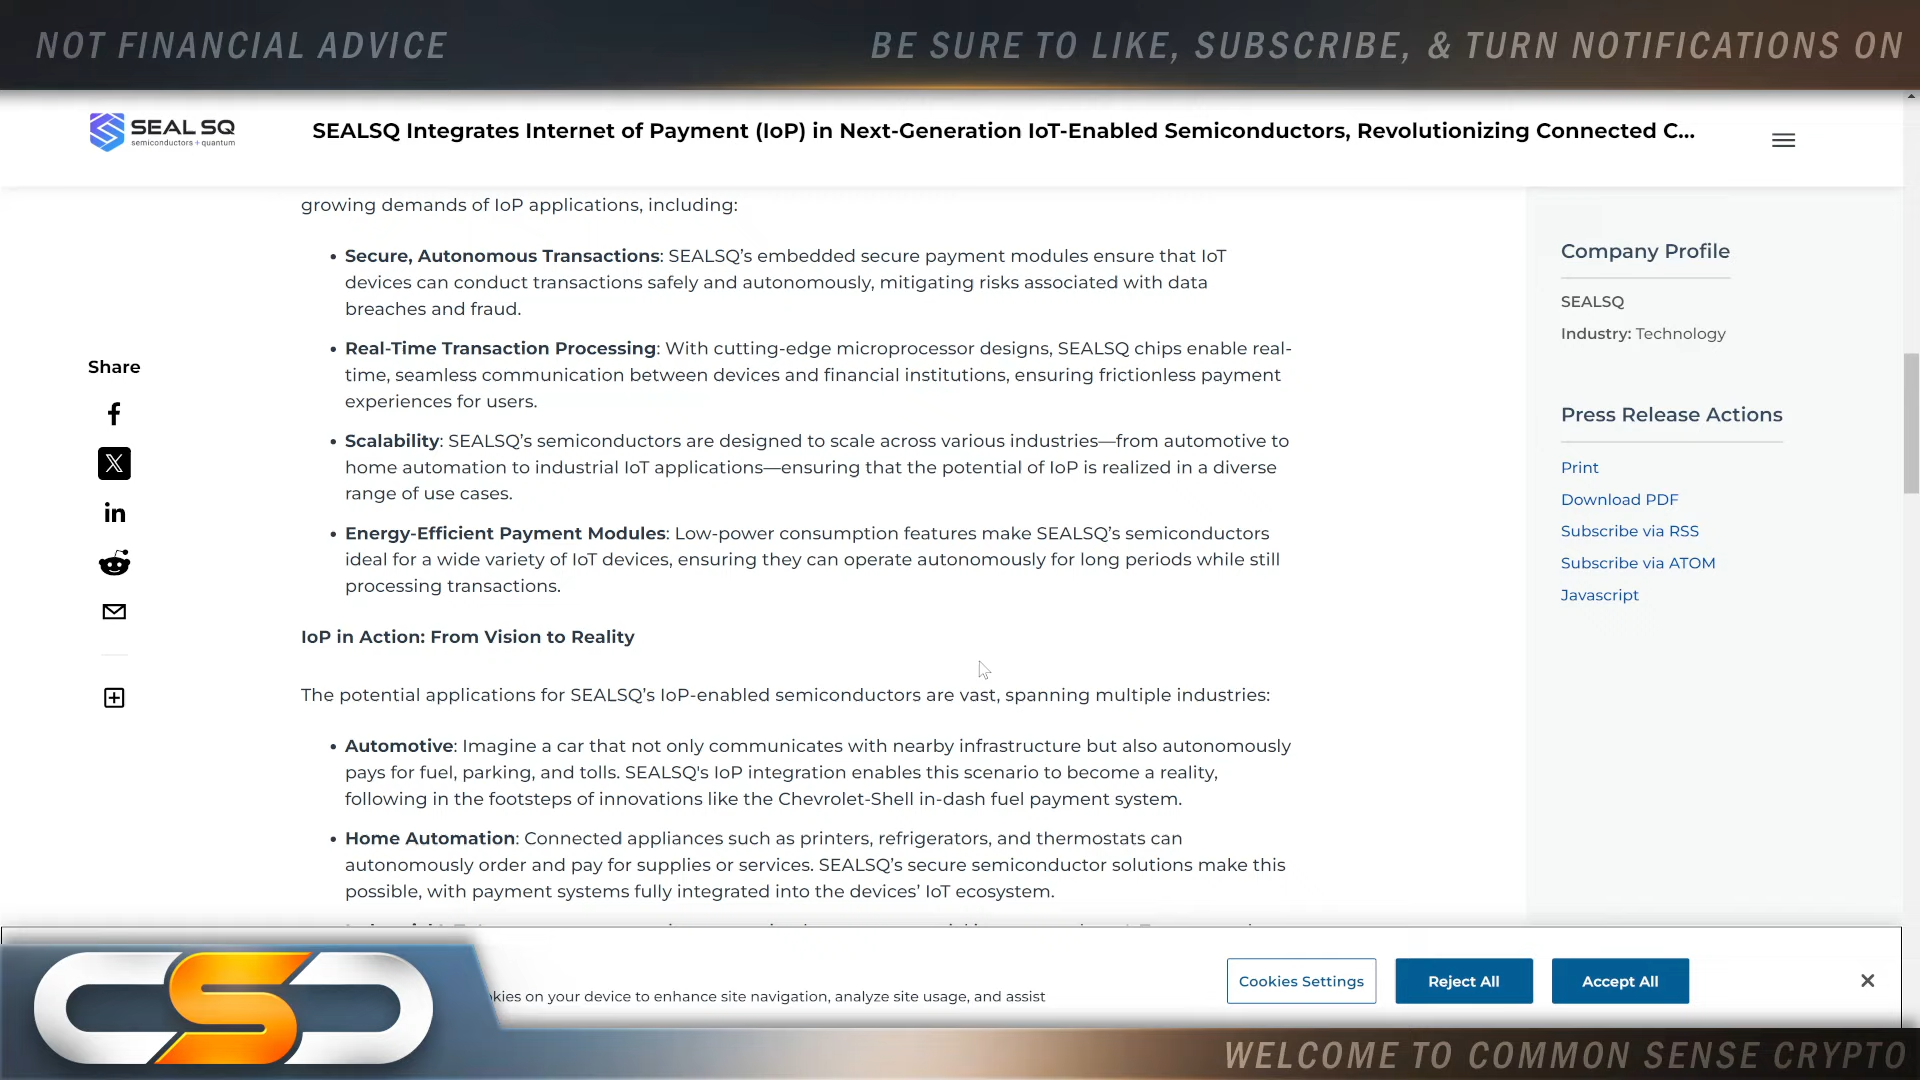 NOT FINANCIAL ADVICE
BE SURE TO LIKE, SUBSCRIBE, & TURN NOTIFICATIONS ON
SEAL SQ
semiconductors + quantum
SEALSQ Integrates Internet of Payment (IoP) in Next-Generation IoT-Enabled Semiconductors, Revolutionizing Connected C...
growing demands of IoP applications, including:
• Secure, Autonomous Transactions: SEALSQ’s embedded secure payment modules ensure that IoT
devices can conduct transactions safely and autonomously, mitigating risks associated with data
breaches and fraud.
• Real-Time Transaction Processing: With cutting-edge microprocessor designs, SEALSQ chips enable real-
time, seamless communication between devices and financial institutions, ensuring frictionless payment
experiences for users.
• Scalability: SEALSQ’s semiconductors are designed to scale across various industries—from automotive to
home automation to industrial IoT applications—ensuring that the potential of IoP is realized in a diverse
range of use cases.
• Energy-Efficient Payment Modules: Low-power consumption features make SEALSQ’s semiconductors
ideal for a wide variety of IoT devices, ensuring they can operate autonomously for long periods while still
processing transactions.
IoP in Action: From Vision to Reality
The potential applications for SEALSQ’s IoP-enabled semiconductors are vast, spanning multiple industries:
• Automotive: Imagine a car that not only communicates with nearby infrastructure but also autonomously
pays for fuel, parking, and tolls. SEALSQ's IoP integration enables this scenario to become a reality,
following in the footsteps of innovations like the Chevrolet-Shell in-dash fuel payment system.
• Home Automation: Connected appliances such as printers, refrigerators, and thermostats can
autonomously order and pay for supplies or services. SEALSQ’s secure semiconductor solutions make this
possible, with payment systems fully integrated into the devices’ IoT ecosystem.
Share
Company Profile
SEALSQ
Industry: Technology
Press Release Actions
Print
Download PDF
Subscribe via RSS
Subscribe via ATOM
Javascript
on your device to enhance site navigation, analyze site usage, and assist
Cookies Settings
Reject All
Accept All
CSC
WELCOME TO COMMON SENSE CRYPTO